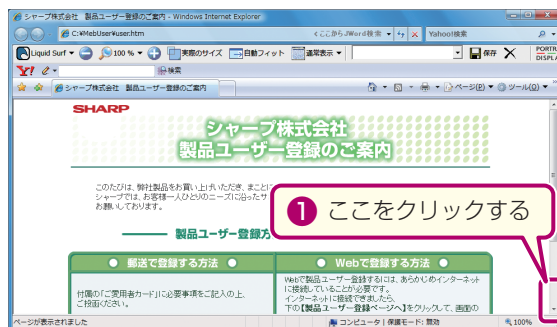 シャープ株式会社 製品ユーザー登録のご案内 - Windows Internet Explorer
C:¥MebUser¥user.htm
<ここからJWord検索
Yahoo!検索
Liquid Surf
100 %
実際のサイズ
自動フィット
通常表示
保存
PORTR
DISPLA
Y!
検索
シャープ株式会社 製品ユーザー登録のご案内
ページ(P)
ツール(O)
SHARP
シャープ株式会社
製品ユーザー登録のご案内
このたびは、弊社製品をお買い上げいただき、まことに
シャープでは、お客様一人ひとりのニーズに沿ったサ
お願いしております。
1 ここをクリックする
製品ユーザー登録方
● 郵送で登録する方法 ●
● Webで登録する方法 ●
付属の「ご愛用者カード」に必要事項をご記入の上、
ご投函ください。
Webで製品ユーザー登録するには、あらかじめインターネット
に接続していることが必要です。
インターネットに接続できましたら、
下の【製品ユーザー登録ページへ】をクリックして、画面の
ページが表示されました
コンピュータ | 保護モード: 無効
100%